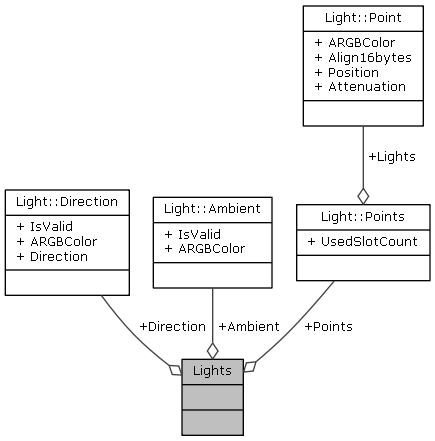 Light::Point
+ ARGBColor
+ Align16bytes
+ Position
+ Attenuation
+Lights
Light::Direction
+ IsValid
+ ARGBColor
+ Direction
Light::Ambient
+ IsValid
+ ARGBColor
Light::Points
+ UsedSlotCount
+Direction
+Ambient
+Points
Lights